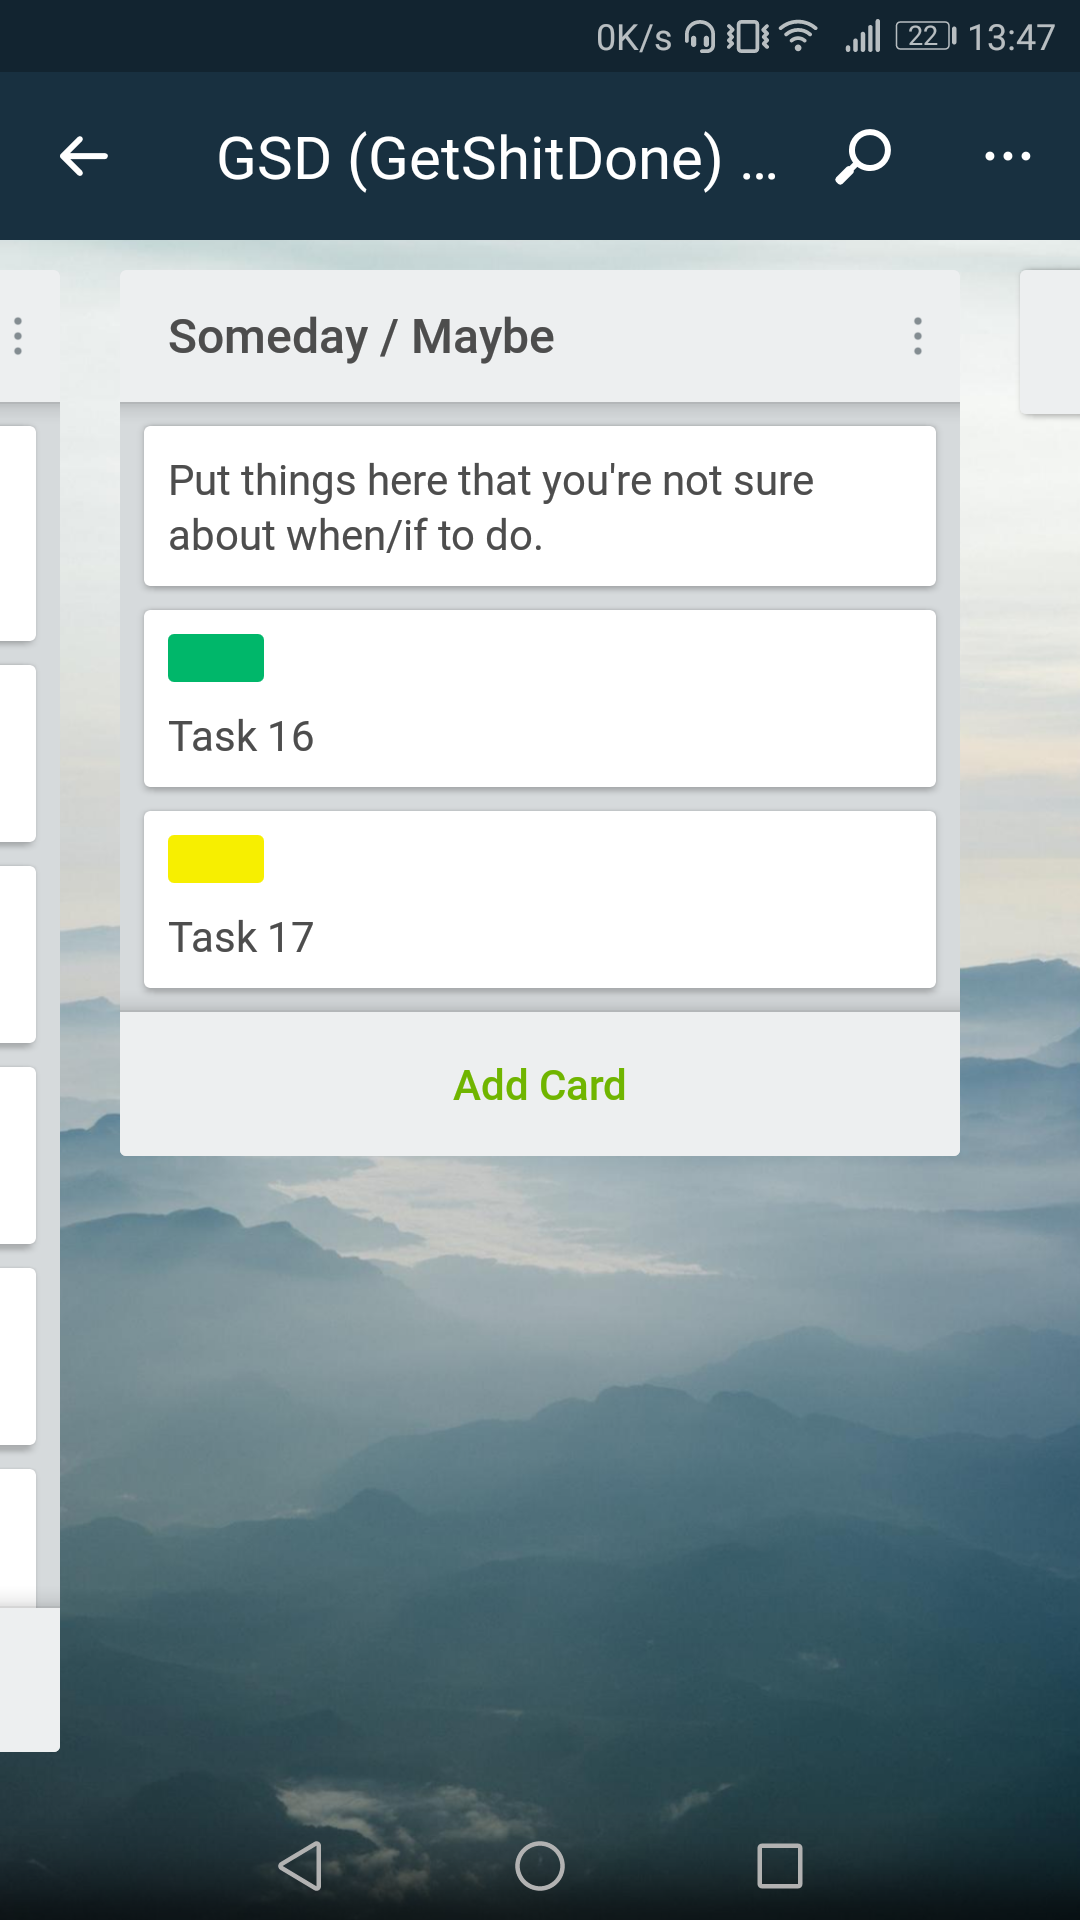 0K/s 22 13:47
GSD (GetShitDone) ...
Someday / Maybe
Put things here that you're not sure
about when/if to do.
Task 16
Task 17
Add Card